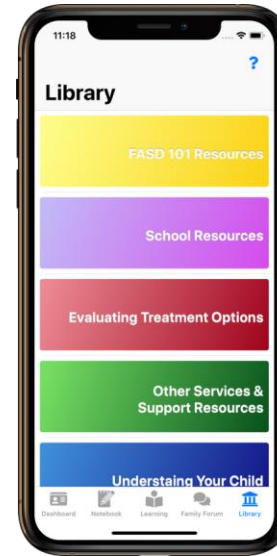 11:18
?
Library
FASD 101 Resources
School Resources
Evaluating Treatment Options
Other Services &
Support Resources
Understaing Your Child
Dashboard Notebook Learning Family Forum Library